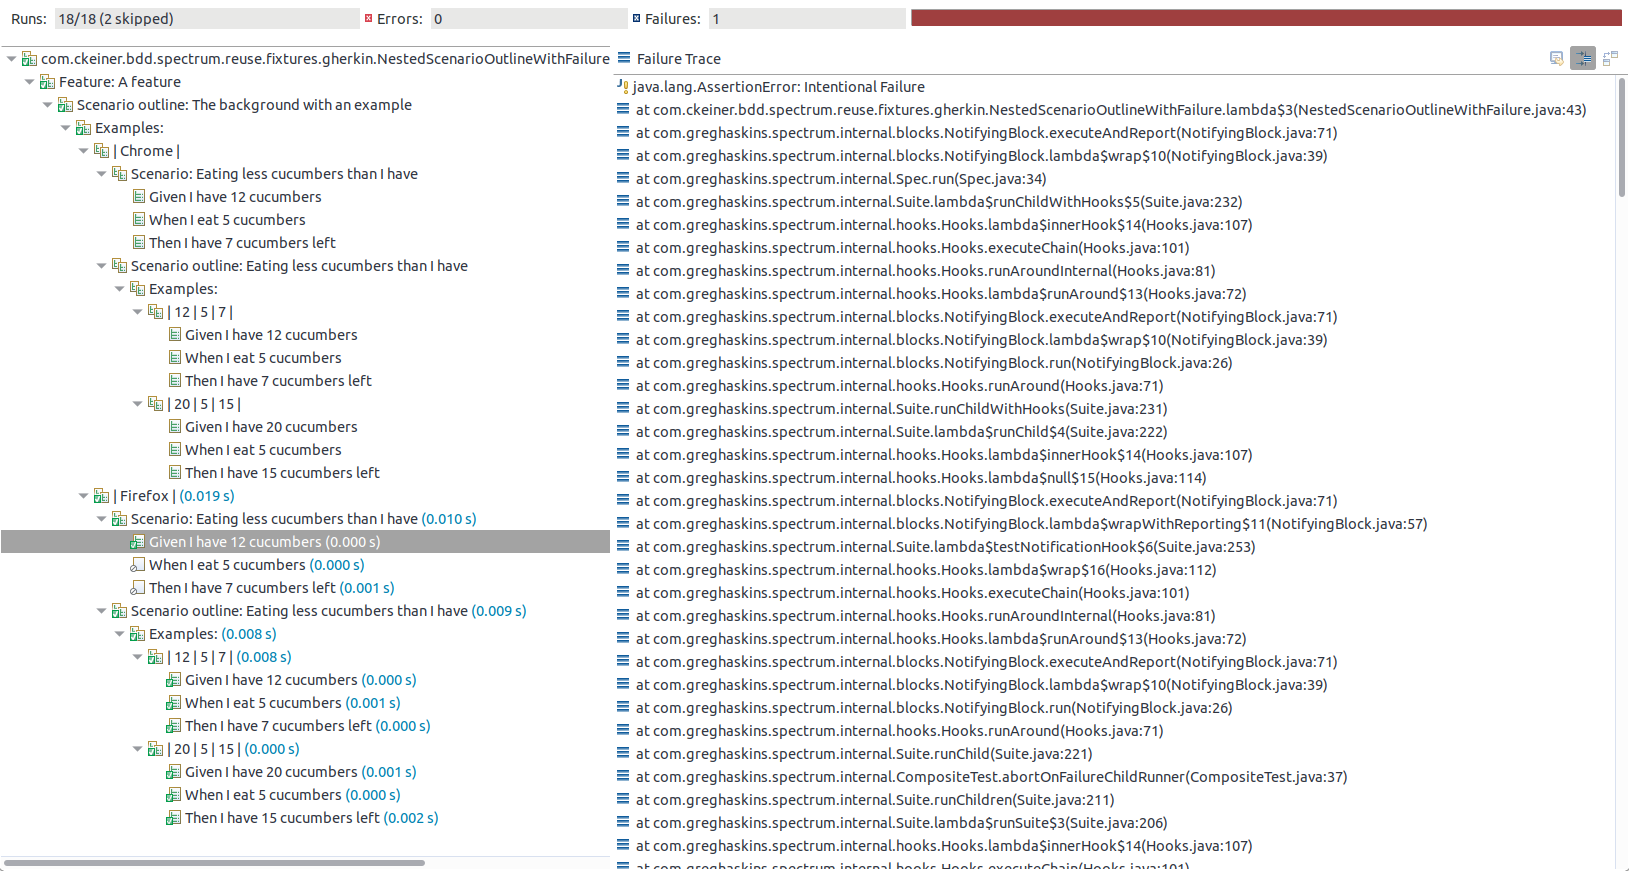 Runs: 18/18 (2 skipped) Errors: 0 Failures: 1
com.ckeiner.bdd.spectrum.reuse.fixtures.gherkin.NestedScenarioOutlineWithFailure
Feature: A feature
Scenario outline: The background with an example
Examples:
| Chrome |
Scenario: Eating less cucumbers than I have
Given I have 12 cucumbers
When I eat 5 cucumbers
Then I have 7 cucumbers left
Scenario outline: Eating less cucumbers than I have
Examples:
| 12 | 5 | 7 |
Given I have 12 cucumbers
When I eat 5 cucumbers
Then I have 7 cucumbers left
| 20 | 5 | 15 |
Given I have 20 cucumbers
When I eat 5 cucumbers
Then I have 15 cucumbers left
| Firefox | (0.019 s)
Scenario: Eating less cucumbers than I have (0.010 s)
Given I have 12 cucumbers (0.000 s)
When I eat 5 cucumbers (0.000 s)
Then I have 7 cucumbers left (0.001 s)
Scenario outline: Eating less cucumbers than I have (0.009 s)
Examples: (0.008 s)
| 12 | 5 | 7 | (0.008 s)
Given I have 12 cucumbers (0.000 s)
When I eat 5 cucumbers (0.001 s)
Then I have 7 cucumbers left (0.000 s)
| 20 | 5 | 15 | (0.000 s)
Given I have 20 cucumbers (0.001 s)
When I eat 5 cucumbers (0.000 s)
Then I have 15 cucumbers left (0.002 s)
Failure Trace
java.lang.AssertionError: Intentional Failure
at com.ckeiner.bdd.spectrum.reuse.fixtures.gherkin.NestedScenarioOutlineWithFailure.lambda$3(NestedScenarioOutlineWithFailure.java:43)
at com.greghaskins.spectrum.internal.blocks.NotifyingBlock.executeAndReport(NotifyingBlock.java:71)
at com.greghaskins.spectrum.internal.blocks.NotifyingBlock.lambda$wrap$10(NotifyingBlock.java:39)
at com.greghaskins.spectrum.internal.Spec.run(Spec.java:34)
at com.greghaskins.spectrum.internal.Suite.lambda$runChildWithHooks$5(Suite.java:232)
at com.greghaskins.spectrum.internal.hooks.Hooks.lambda$innerHook$14(Hooks.java:107)
at com.greghaskins.spectrum.internal.hooks.Hooks.executeChain(Hooks.java:101)
at com.greghaskins.spectrum.internal.hooks.Hooks.runAroundInternal(Hooks.java:81)
at com.greghaskins.spectrum.internal.hooks.Hooks.lambda$runAround$13(Hooks.java:72)
at com.greghaskins.spectrum.internal.blocks.NotifyingBlock.executeAndReport(NotifyingBlock.java:71)
at com.greghaskins.spectrum.internal.blocks.NotifyingBlock.lambda$wrap$10(NotifyingBlock.java:39)
at com.greghaskins.spectrum.internal.blocks.NotifyingBlock.run(NotifyingBlock.java:26)
at com.greghaskins.spectrum.internal.hooks.Hooks.runAround(Hooks.java:71)
at com.greghaskins.spectrum.internal.Suite.runChildWithHooks(Suite.java:231)
at com.greghaskins.spectrum.internal.Suite.lambda$runChild$4(Suite.java:222)
at com.greghaskins.spectrum.internal.hooks.Hooks.lambda$innerHook$14(Hooks.java:107)
at com.greghaskins.spectrum.internal.hooks.Hooks.lambda$null$15(Hooks.java:114)
at com.greghaskins.spectrum.internal.blocks.NotifyingBlock.executeAndReport(NotifyingBlock.java:71)
at com.greghaskins.spectrum.internal.blocks.NotifyingBlock.lambda$wrapWithReporting$11(NotifyingBlock.java:57)
at com.greghaskins.spectrum.internal.Suite.lambda$testNotificationHook$6(Suite.java:253)
at com.greghaskins.spectrum.internal.hooks.Hooks.lambda$wrap$16(Hooks.java:112)
at com.greghaskins.spectrum.internal.hooks.Hooks.executeChain(Hooks.java:101)
at com.greghaskins.spectrum.internal.hooks.Hooks.runAroundInternal(Hooks.java:81)
at com.greghaskins.spectrum.internal.hooks.Hooks.lambda$runAround$13(Hooks.java:72)
at com.greghaskins.spectrum.internal.blocks.NotifyingBlock.executeAndReport(NotifyingBlock.java:71)
at com.greghaskins.spectrum.internal.blocks.NotifyingBlock.lambda$wrap$10(NotifyingBlock.java:39)
at com.greghaskins.spectrum.internal.blocks.NotifyingBlock.run(NotifyingBlock.java:26)
at com.greghaskins.spectrum.internal.hooks.Hooks.runAround(Hooks.java:71)
at com.greghaskins.spectrum.internal.Suite.runChild(Suite.java:221)
at com.greghaskins.spectrum.internal.CompositeTest.abortOnFailureChildRunner(CompositeTest.java:37)
at com.greghaskins.spectrum.internal.Suite.runChildren(Suite.java:211)
at com.greghaskins.spectrum.internal.Suite.lambda$runSuite$3(Suite.java:206)
at com.greghaskins.spectrum.internal.hooks.Hooks.lambda$innerHook$14(Hooks.java:107)
at com.greghaskins.spectrum.internal.hooks.Hooks.executeChain(Hooks.java:101)